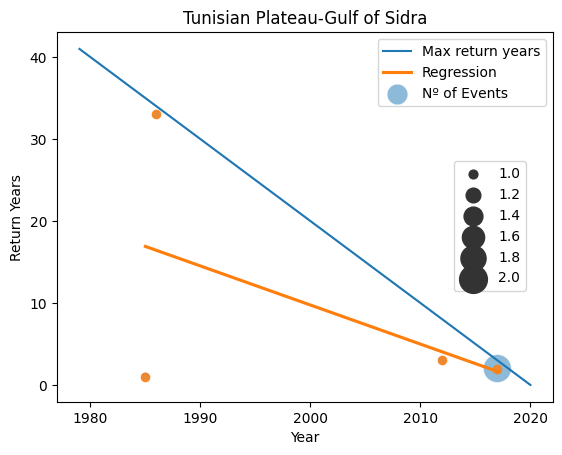 Tunisian Plateau-Gulf of Sidra
Max return years
Regression
Nº of Events
1.0
1.2
1.4
1.6
1.8
2.0
Return Years
40
30
20
10
0
1980 1990 2000 2010 2020
Year